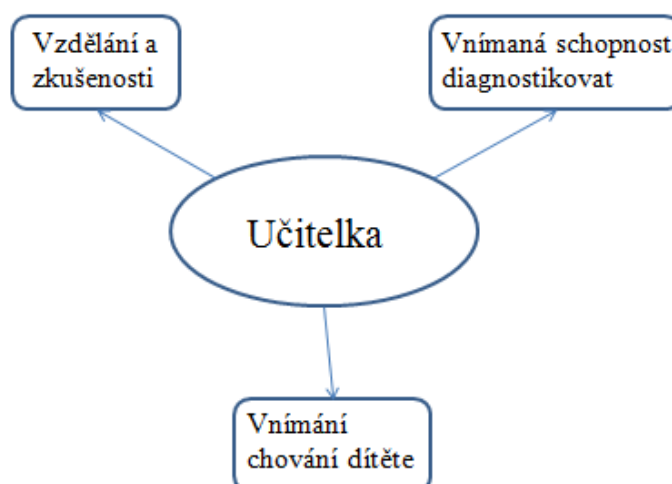 Vzdělání a
zkušenosti
Vnímaná schopnost
diagnostikovat
Učitelka
Vnímání
chování dítěte